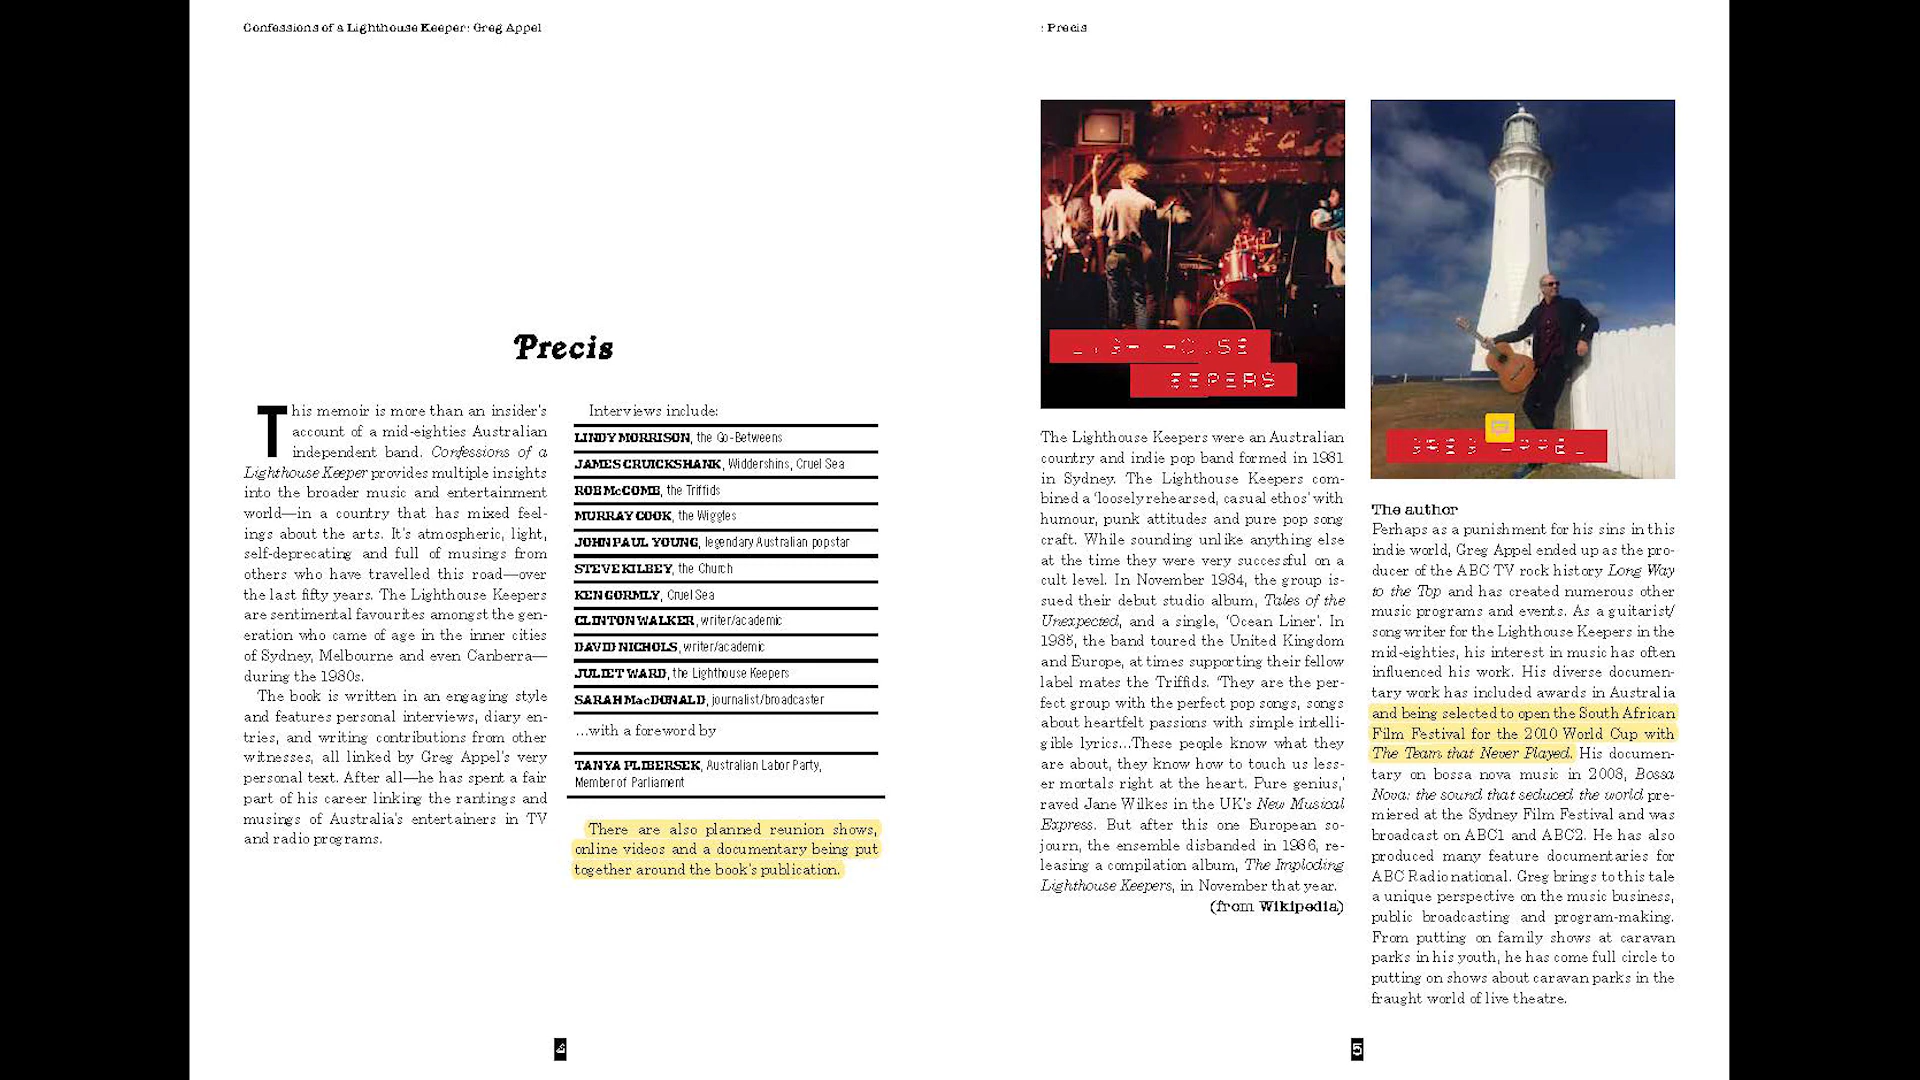 Confessions of a Lighthouse Keeper: Greg Appel
: Precis
Precis
This memoir is more than an insider's
account of a mid-eighties Australian
independent band. Confessions of a
Lighthouse Keeper provides multiple insights
into the broader music and entertainment
world—in a country that has mixed feel-
ings about the arts. It's atmospheric, light,
self-deprecating and full of musings from
others who have travelled this road—over
the last fifty years. The Lighthouse Keepers
are sentimental favourites amongst the gen-
eration who came of age in the inner cities
of Sydney, Melbourne and even Canberra—
during the 1980s.
The book is written in an engaging style
and features personal interviews, diary en-
tries, and writing contributions from other
witnesses, all linked by Greg Appel's very
personal text. After all—he has spent a fair
part of his career linking the rantings and
musings of Australia's entertainers in TV
and radio programs.
Interviews include:
LINDY MORRISON, the Go-Betweens
JAMES CRUICKSHANK, Widdershins, Cruel Sea
ROB McCOMB, the Triffids
MURRAY COOK, the Wiggles
JOHN PAUL YOUNG, legendary Australian popstar
STEVE KILBEY, the Church
KEN GORMLY, Cruel Sea
CLINTON WALKER, writer/academic
DAVID NICHOLS, writer/academic
JULIET WARD, the Lighthouse Keepers
SARAH MacDONALD, journalist/broadcaster
...with a foreword by
TANYA PLIBERSEK, Australian Labor Party,
Member of Parliament
There are also planned reunion shows,
online videos and a documentary being put
together around the book's publication.
The Lighthouse Keepers were an Australian
country and indie pop band formed in 1981
in Sydney. The Lighthouse Keepers com-
bined a 'loosely rehearsed, casual ethos' with
humour, punk attitudes and pure pop song
craft. While sounding unlike anything else
at the time they were very successful on a
cult level. In November 1984, the group is-
sued their debut studio album, Tales of the
Unexpected, and a single, 'Ocean Liner'. In
1985, the band toured the United Kingdom
and Europe, at times supporting their fellow
label mates the Triffids. 'They are the per-
fect group with the perfect pop songs, songs
about heartfelt passions with simple intelli-
gible lyrics...These people know what they
are about, they know how to touch us less-
er mortals right at the heart. Pure genius,'
raved Jane Wilkes in the UK's New Musical
Express. But after this one European so-
journ, the ensemble disbanded in 1986, re-
leasing a compilation album, The Imploding
Lighthouse Keepers, in November that year.
(from Wikipedia)
The author
Perhaps as a punishment for his sins in this
indie world, Greg Appel ended up as the pro-
ducer of the ABC TV rock history Long Way
to the Top and has created numerous other
music programs and events. As a guitarist/
songwriter for the Lighthouse Keepers in the
mid-eighties, his interest in music has often
influenced his work. His diverse documen-
tary work has included awards in Australia
and being selected to open the South African
Film Festival for the 2010 World Cup with
The Team that Never Played. His documen-
tary on bossa nova music in 2008, Bossa
Nova: the sound that seduced the world pre-
miered at the Sydney Film Festival and was
broadcast on ABC1 and ABC2. He has also
produced many feature documentaries for
ABC Radio national. Greg brings to this tale
a unique perspective on the music business,
public broadcasting and program-making.
From putting on family shows at caravan
parks in his youth, he has come full circle to
putting on shows about caravan parks in the
fraught world of live theatre.